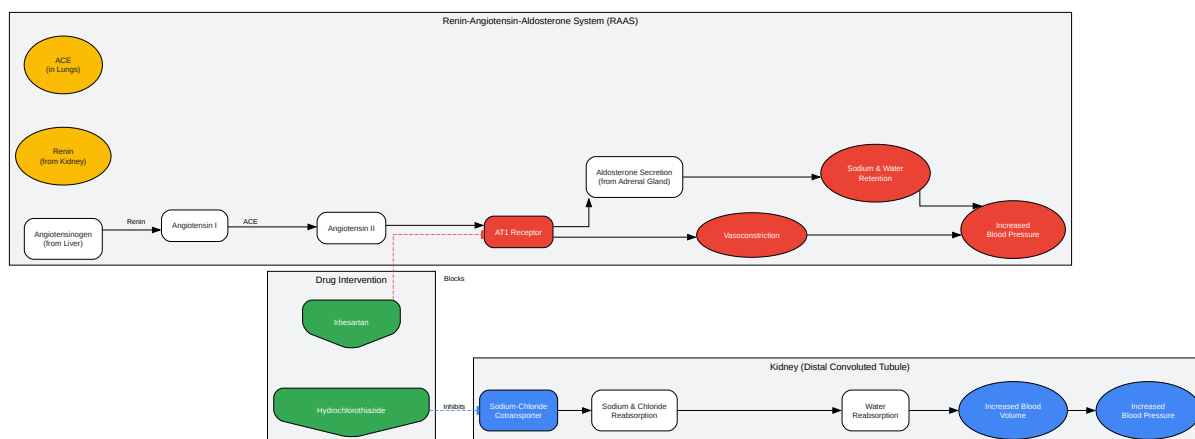 Renin-Angiotensin-Aldosterone System (RAAS)
ACE
(in Lungs)
Renin
(from Kidney)
Angiotensinogen
(from Liver)
Renin
Angiotensin I
ACE
Angiotensin II
AT1 Receptor
Aldosterone Secretion
(from Adrenal Gland)
Sodium & Water
Retention
Vasoconstriction
Increased
Blood Pressure
Drug Intervention
Blocks
Irbesartan
Hydrochlorothiazide
Inhibits
Kidney (Distal Convoluted Tubule)
Sodium-Chloride
Cotransporter
Sodium & Chloride
Reabsorption
Water
Reabsorption
Increased Blood
Volume
Increased
Blood Pressure